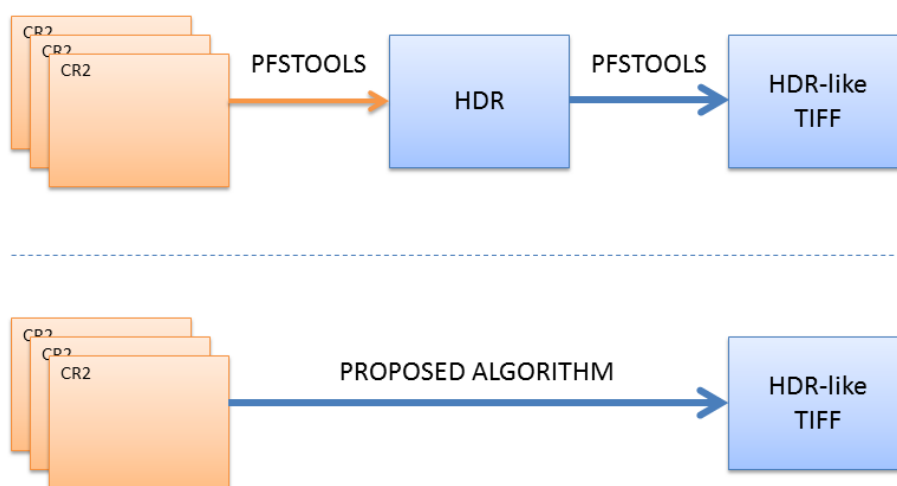 CR2
CR2
CR2
PFSTOOLS
HDR
PFSTOOLS
HDR-like
TIFF
CR2
CR2
CR2
PROPOSED ALGORITHM
HDR-like
TIFF